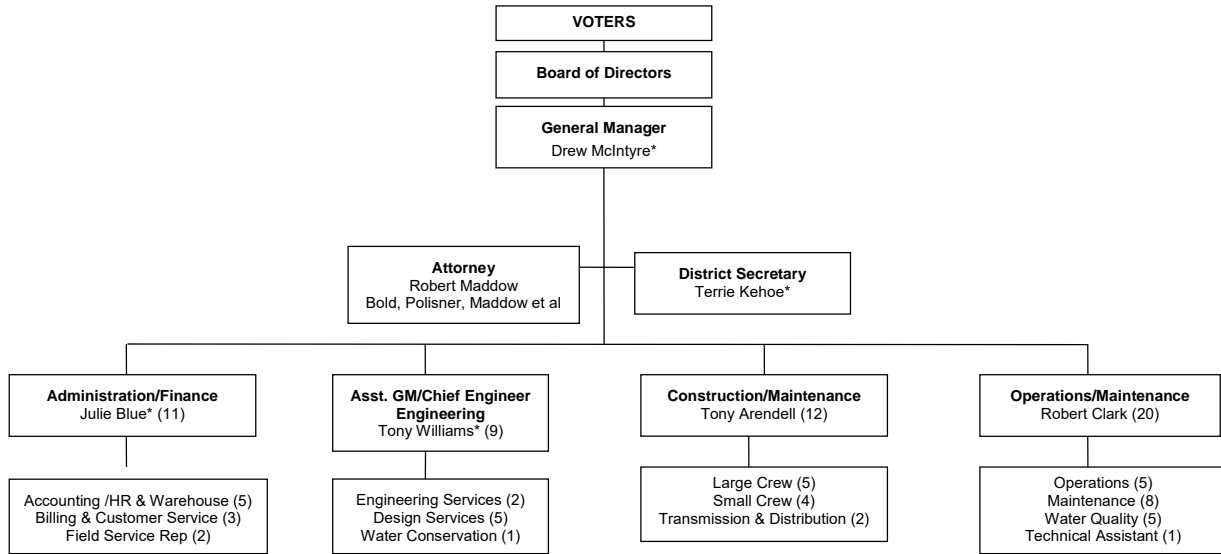 VOTERS
Board of Directors
General Manager
Drew McIntyre*
Attorney
Robert Maddow
Bold, Polisner, Maddow et al
District Secretary
Terrie Kehoe*
Administration/Finance
Julie Blue* (11)
Asst. GM/Chief Engineer
Engineering
Tony Williams* (9)
Construction/Maintenance
Tony Arendell (12)
Operations/Maintenance
Robert Clark (20)
Accounting /HR & Warehouse (5)
Billing & Customer Service (3)
Field Service Rep (2)
Engineering Services (2)
Design Services (5)
Water Conservation (1)
Large Crew (5)
Small Crew (4)
Transmission & Distribution (2)
Operations (5)
Maintenance (8)
Water Quality (5)
Technical Assistant (1)